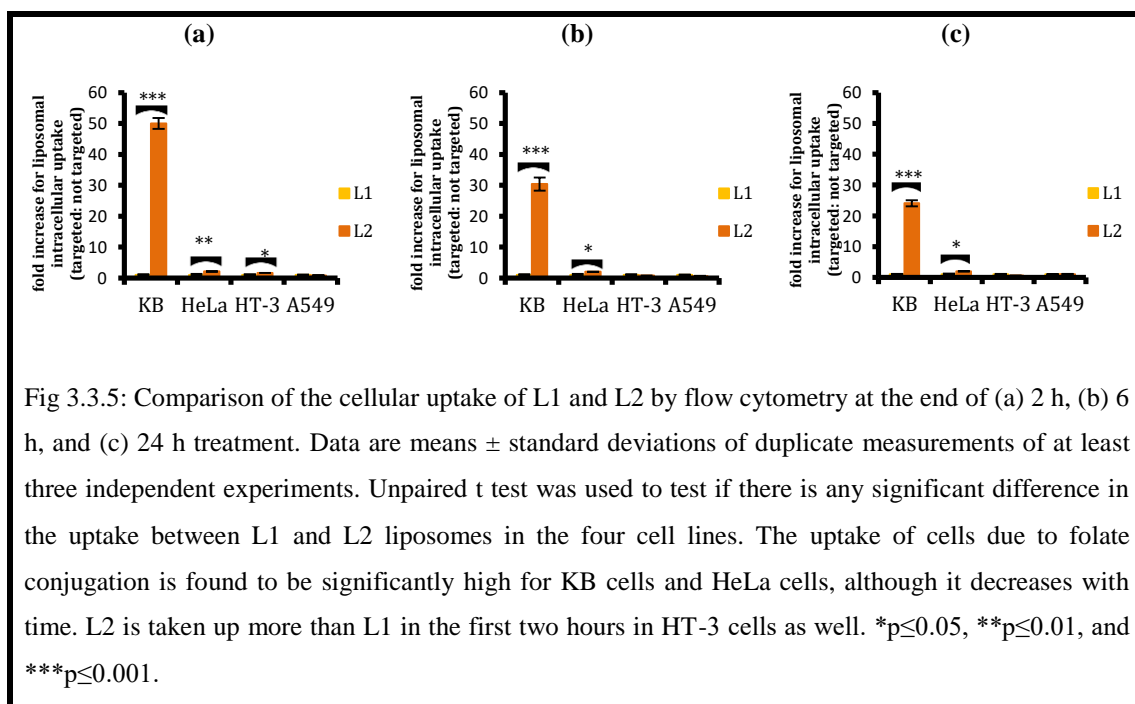 (a) (b) (c)
fold increase for liposomal
intracellular uptake
(targeted: not targeted)
60
50
40
30
20
10
0
***
**
*
KB HeLa HT-3 A549
L1
L2
fold increase for liposomal
intracellular uptake
(targeted: not targeted)
60
50
40
30
20
10
0
***
*
KB HeLa HT-3 A549
L1
L2
fold increase for liposomal
intracellular uptake
(targeted: not targeted)
60
50
40
30
20
10
0
***
*
KB HeLa HT-3 A549
L1
L2
Fig 3.3.5: Comparison of the cellular uptake of L1 and L2 by flow cytometry at the end of (a) 2 h, (b) 6
h, and (c) 24 h treatment. Data are means ± standard deviations of duplicate measurements of at least
three independent experiments. Unpaired t test was used to test if there is any significant difference in
the uptake between L1 and L2 liposomes in the four cell lines. The uptake of cells due to folate
conjugation is found to be significantly high for KB cells and HeLa cells, although it decreases with
time. L2 is taken up more than L1 in the first two hours in HT-3 cells as well. *p≤0.05, **p≤0.01, and
***p≤0.001.